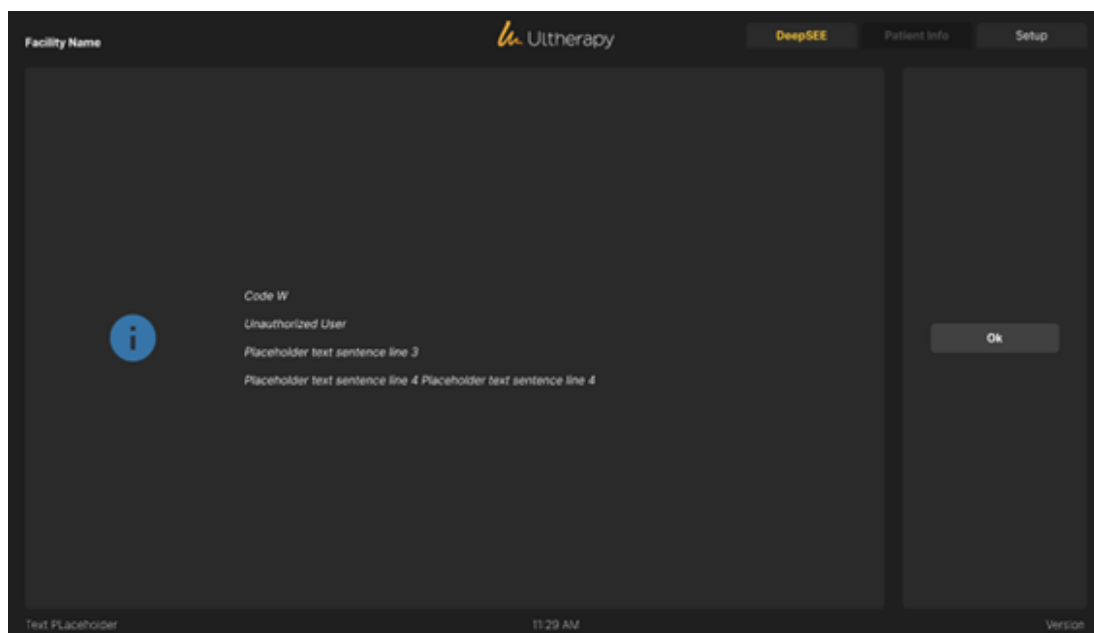 Facility Name
Ultherapy
DeepSEE
Patient Info
Setup
Code W
Unauthorized User
Placeholder text sentence line 3
Placeholder text sentence line 4 Placeholder text sentence line 4
Ok
Text PLaceholder
11:29 AM
Version